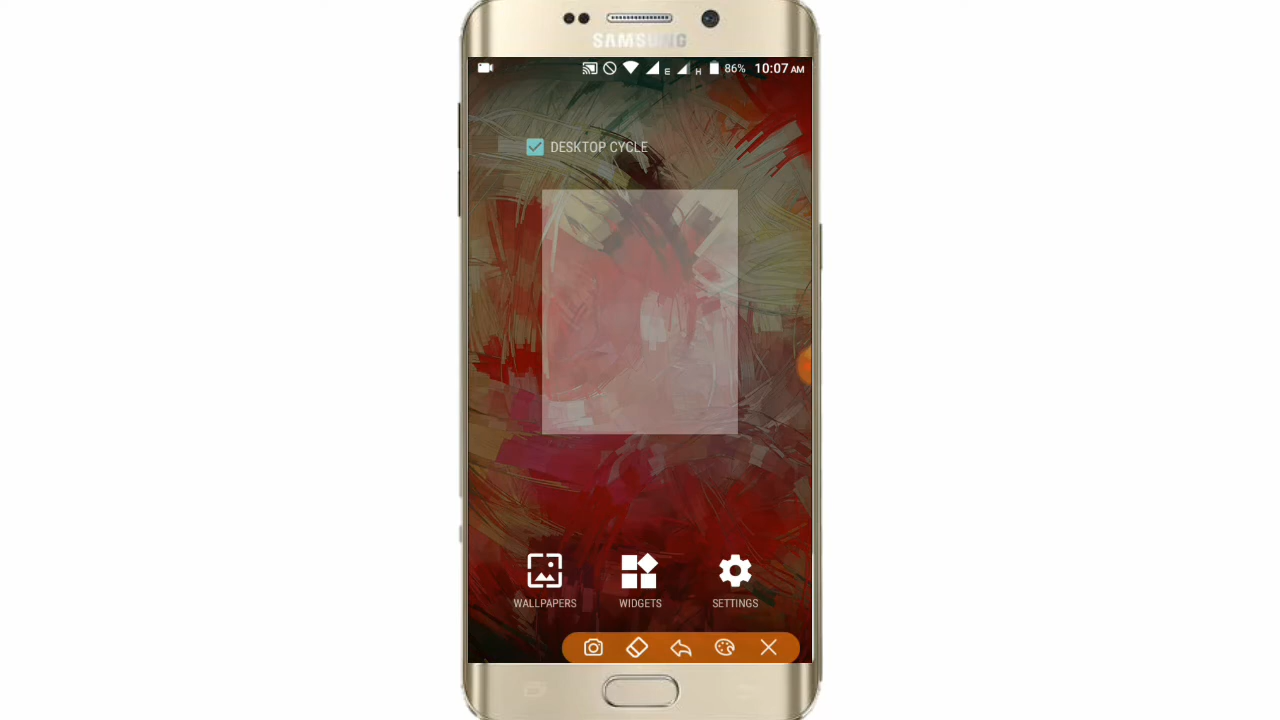 SAMSUNG
E H 86% 10:07 AM
DESKTOP CYCLE
WALLPAPERS WIDGETS SETTINGS